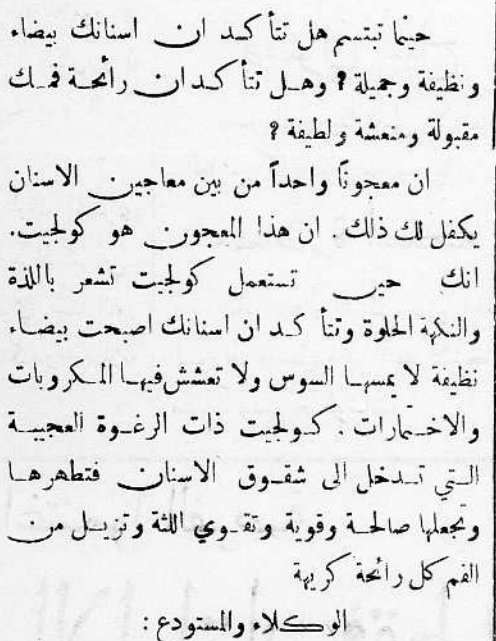 حينما تبتسم هل تتأكد ان اسنانك بيضاء
ونظيفة وجميلة ? وهل تتأكد ان رائحة فمك
مقبولة ومنعشة ولطيفة ?
ان معجونًا واحداً من بين معاجين الاسنان
يكفل لك ذلك . ان هذا المعجون هو كولجيت.
انك حين تستعمل كولجيت تشعر باللذة
والنكهة الحلوة وتتأكد ان اسنانك اصبحت بيضاء
نظيفة لا يمسها السوس ولا تعشش فيها المكروبات
والاختمارات . كولجيت ذات الرغوة العجيبة
التي تدخل الى شقوق الاسنان فتطهرها
وتجعلها صالحة وقوية وتقوي اللثة وتزيل من
الفم كل رائحة كريهة
الوكلاء والمستودع :